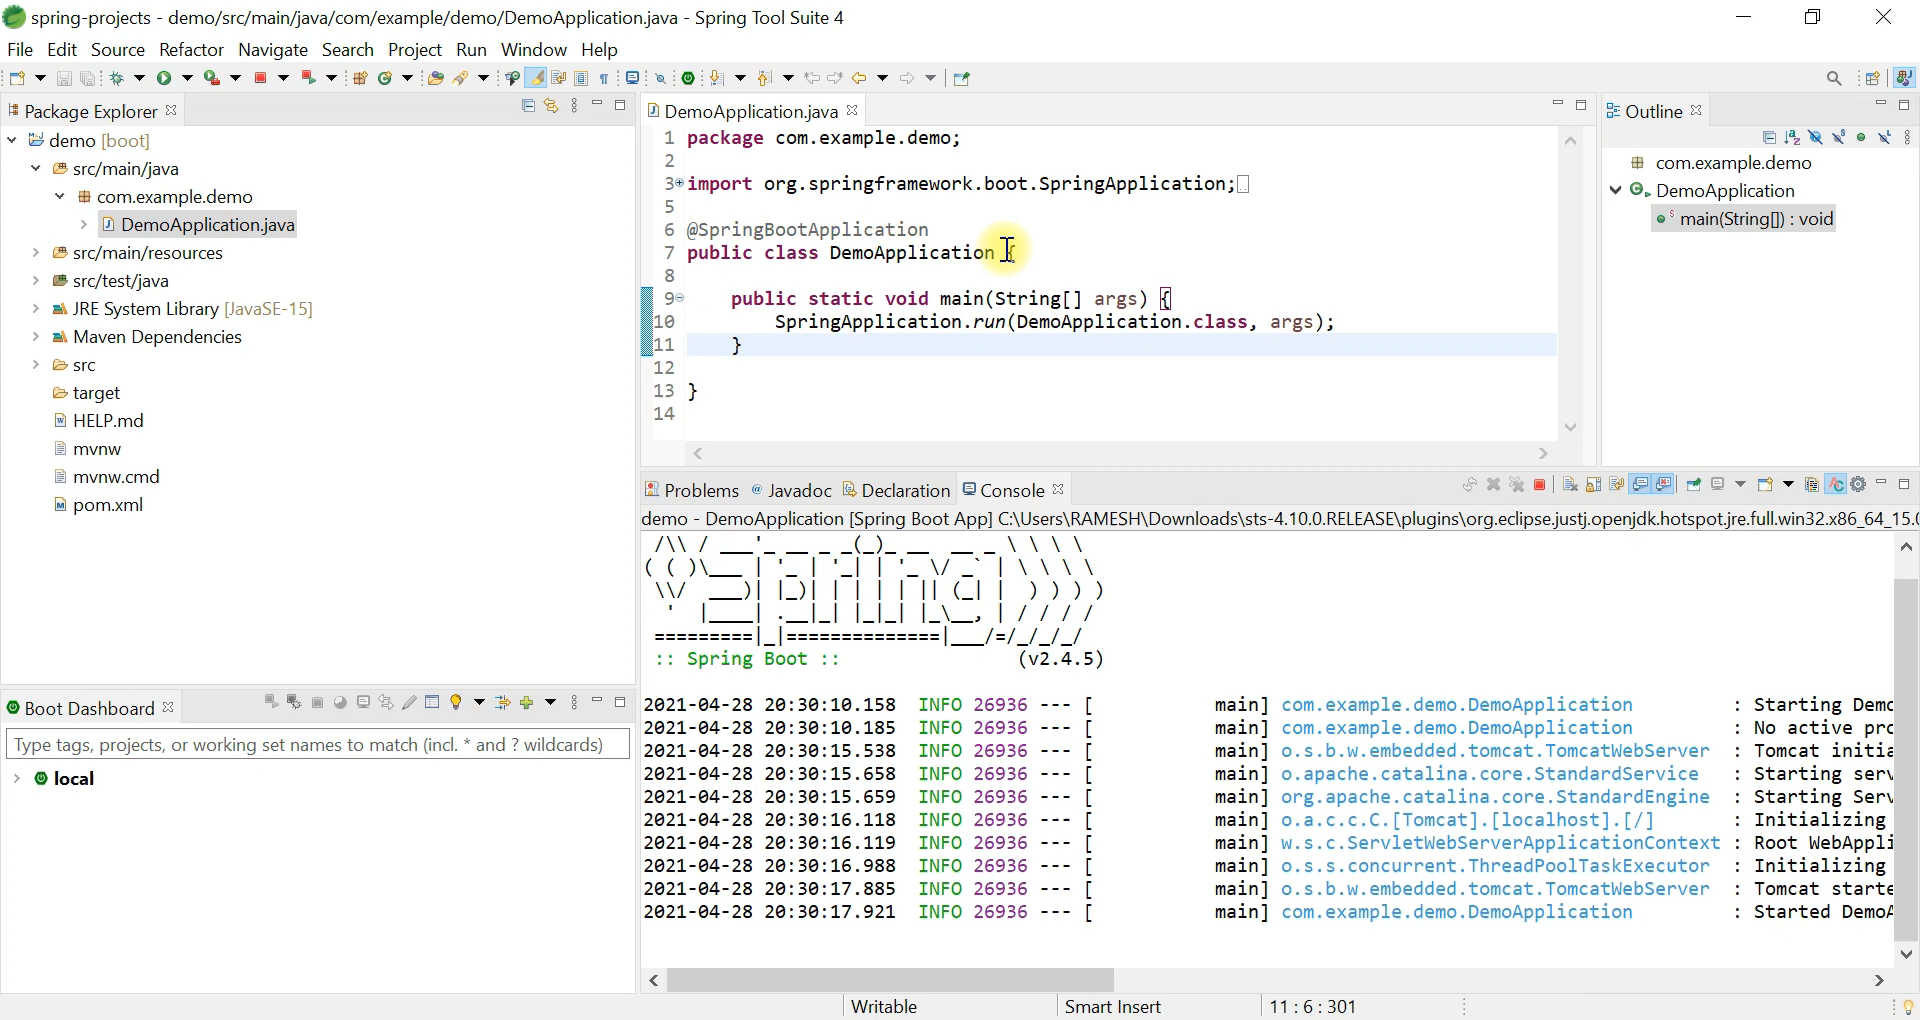 spring-projects - demo/src/main/java/com/example/demo/DemoApplication.java - Spring Tool Suite 4
File Edit Source Refactor Navigate Search Project Run Window Help
Package Explorer
demo [boot]
src/main/java
com.example.demo
DemoApplication.java
src/main/resources
src/test/java
JRE System Library [JavaSE-15]
Maven Dependencies
src
target
HELP.md
mvnw
mvnw.cmd
pom.xml
Boot Dashboard
Type tags, projects, or working set names to match (incl. * and ? wildcards)
local
DemoApplication.java
1 package com.example.demo;
2
3 import org.springframework.boot.SpringApplication;
5
6 @SpringBootApplication
7 public class DemoApplication {
8
9 public static void main(String[] args) {
10 SpringApplication.run(DemoApplication.class, args);
11 }
12
13 }
14
Outline
com.example.demo
DemoApplication
main(String[]) : void
Problems Javadoc Declaration Console
demo - DemoApplication [Spring Boot App] C:\Users\RAMESH\Downloads\sts-4.10.0.RELEASE\plugins\org.eclipse.justj.openjdk.hotspot.jre.full.win32.x86_64_15.0
:: Spring Boot :: (v2.4.5)
2021-04-28 20:30:10.158 INFO 26936 --- [ main] com.example.demo.DemoApplication : Starting Demo
2021-04-28 20:30:10.185 INFO 26936 --- [ main] com.example.demo.DemoApplication : No active pro
2021-04-28 20:30:15.538 INFO 26936 --- [ main] o.s.b.w.embedded.tomcat.TomcatWebServer : Tomcat initia
2021-04-28 20:30:15.658 INFO 26936 --- [ main] o.apache.catalina.core.StandardService : Starting serv
2021-04-28 20:30:15.659 INFO 26936 --- [ main] org.apache.catalina.core.StandardEngine : Starting Serv
2021-04-28 20:30:16.118 INFO 26936 --- [ main] o.a.c.c.C.[Tomcat].[localhost].[/] : Initializing
2021-04-28 20:30:16.119 INFO 26936 --- [ main] w.s.c.ServletWebServerApplicationContext : Root WebAppli
2021-04-28 20:30:16.988 INFO 26936 --- [ main] o.s.s.concurrent.ThreadPoolTaskExecutor : Initializing
2021-04-28 20:30:17.885 INFO 26936 --- [ main] o.s.b.w.embedded.tomcat.TomcatWebServer : Tomcat starte
2021-04-28 20:30:17.921 INFO 26936 --- [ main] com.example.demo.DemoApplication : Started DemoA
Writable Smart Insert 11 : 6 : 301